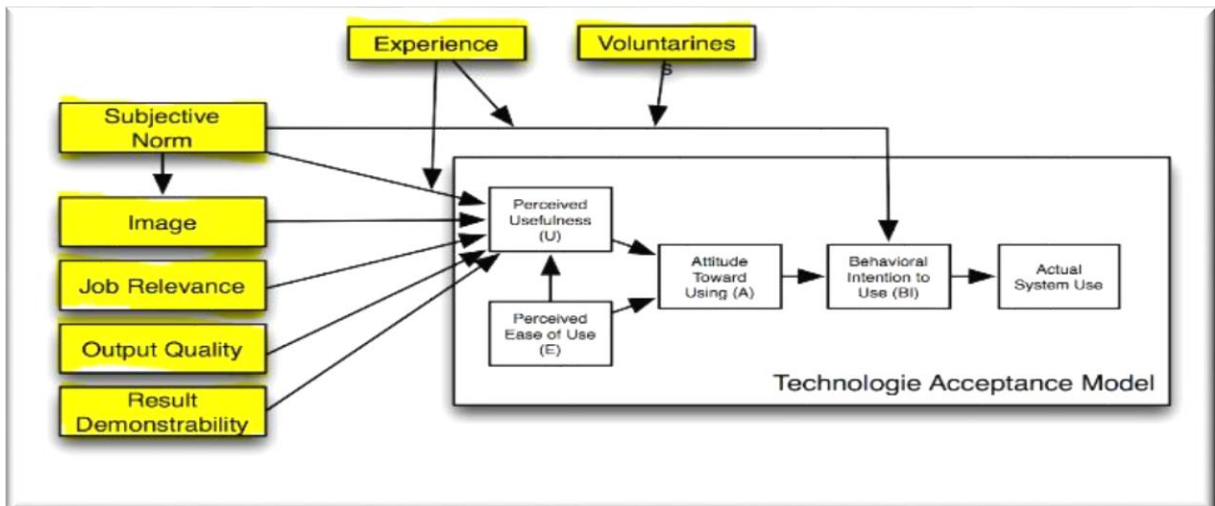 Experience
Voluntarines
s
Subjective
Norm
Image
Job Relevance
Output Quality
Result
Demonstrability
Perceived
Usefulness
(U)
Perceived
Ease of Use
(E)
Attitude
Toward
Using (A)
Behavioral
Intention to
Use (BI)
Actual
System Use
Technologie Acceptance Model